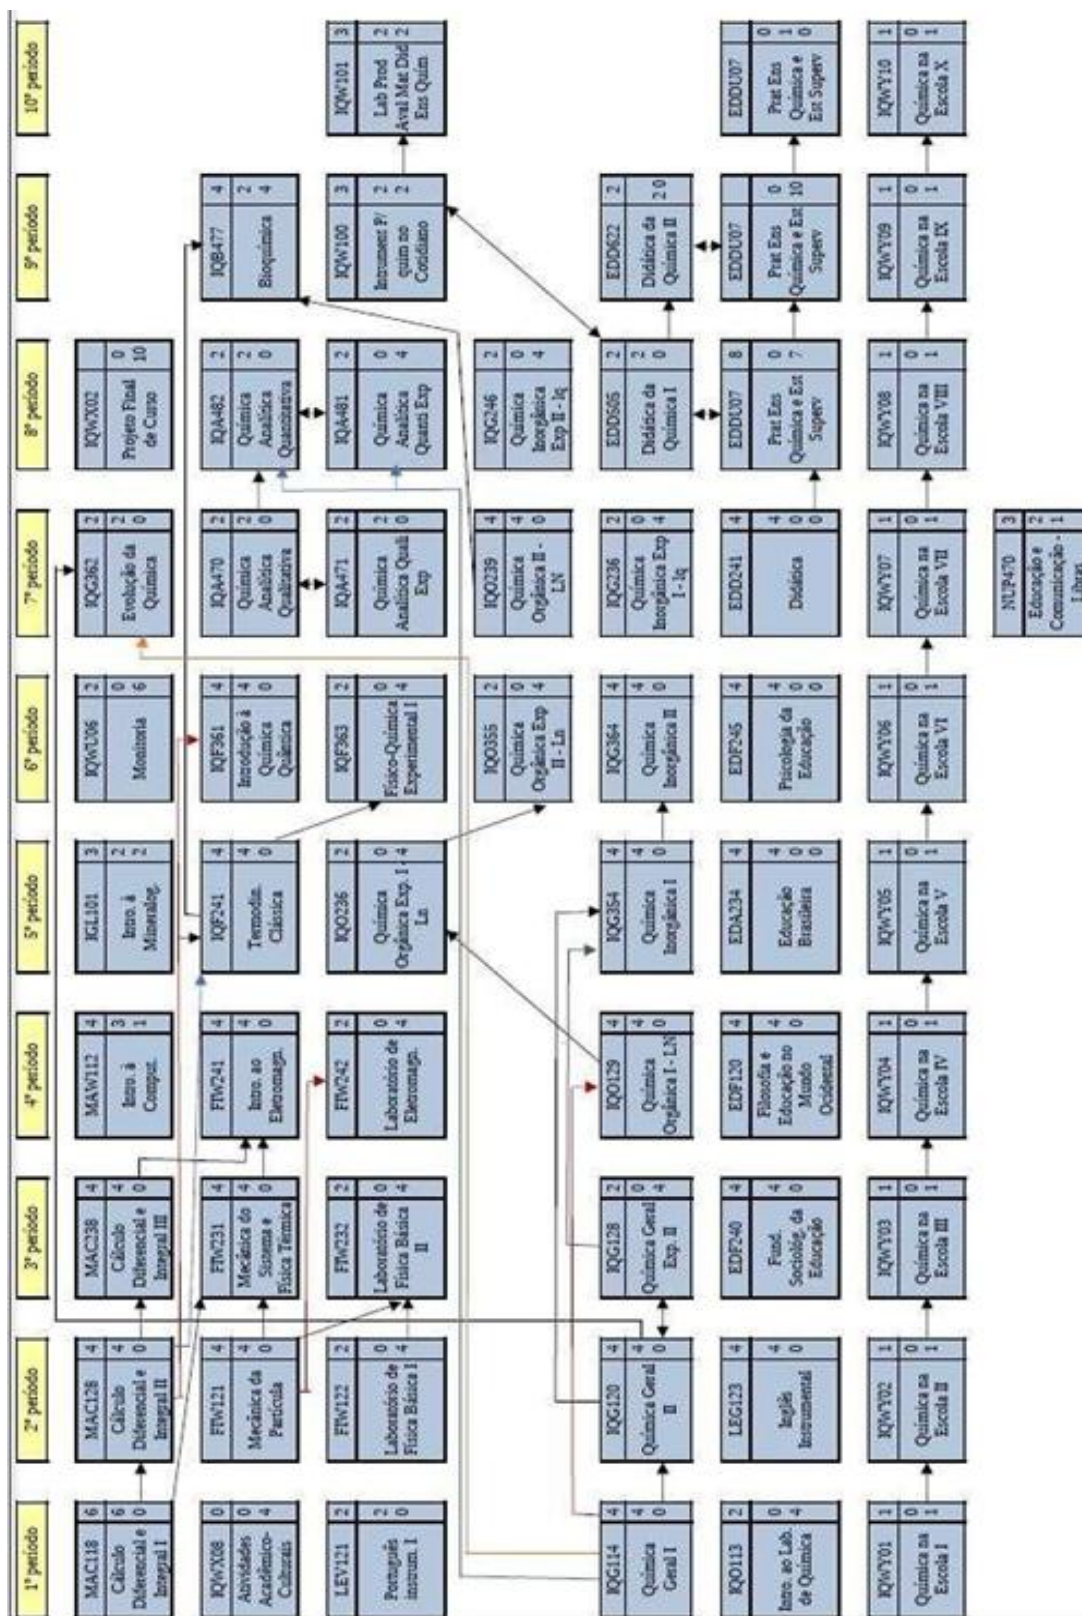 1º período
MAC118 6
Cálculo 6
Diferencial e 0
Integral I
IQWX08 0
Atividades 0
Acadêmico- 4
Culturais
LEV121 2
Português 2
instrum. I 0
IQG114 4
Química 4
Geral I 0
IQO113 2
Intro. ao Lab. 0
de Química 4
IQWY01 1
Química na 0
Escola I 1
2º período
MAC128 4
Cálculo 4
Diferencial e 0
Integral II
FIW121 4
Mecânica da 4
Partícula 0
FIW122 2
Laboratório de 0
Física Básica I 4
IQG120 4
Química Geral 4
II 0
LEG123 4
Inglês 4
Instrumental 0
IQWY02 1
Química na 0
Escola II 1
3º período
MAC238 4
Cálculo 4
Diferencial e 0
Integral III
FIW231 4
Mecânica do 4
Sistema e 0
Física Térmica
FIW232 2
Laboratório de 0
Física Básica 4
II
IQG128 2
Química Geral 0
Exp. II 4
EDF240 4
Fund. 4
Sociológ. da 0
Educação
IQWY03 1
Química na 0
Escola III 1
4º período
MAW112 4
Intro. à 3
Comput. 1
FIW241 4
Intro. ao 4
Eletromagn. 0
FIW242 2
Laboratório de 0
Eletromagn. 4
IQO129 4
Química 4
Orgânica I - LN 0
EDF120 4
Filosofia e 4
Educação no 0
Mundo
Ocidental
IQWY04 1
Química na 0
Escola IV 1
5º período
IGL101 3
Intro. à 2
Mineralog. 2
IQF241 4
Termodin. 4
Clássica 0
IQO236 2
Química 0
Orgânica Exp. I - 4
Ln
IQG354 4
Química 4
Inorgânica I 0
EDA234 4
Educação 4
Brasileira 0
0
IQWY05 1
Química na 0
Escola V 1
6º período
IQWU06 2
Monitoria 0
6
IQF361 4
Introdução à 4
Química 0
Quântica
IQF363 2
Físico-Química 0
Experimental I 4
IQO355 2
Química 0
Orgânica Exp 4
II - Ln
IQG364 4
Química 4
Inorgânica II 0
EDF245 4
Psicologia da 4
Educação 0
0
IQWY06 1
Química na 0
Escola VI 1
7º período
IQG362 2
Evolução da 2
Química 0
IQA470 2
Química 2
Analítica 0
Qualitativa
IQA471 2
Química 2
Analítica Quali 0
Exp
IQO239 4
Química 4
Orgânica II - 0
LN
IQG236 2
Química 0
Inorgânica Exp 4
I - Iq
EDD241 4
Didática 4
0
0
IQWY07 1
Química na 0
Escola VII 1
NUP470 3
Educação e 2
Comunicação - 1
Libras
8º período
IQWX02
Projeto Final 0
de Curso 10
IQA482 2
Química 2
Analítica 0
Quantitativa
IQA481 2
Química 0
Analítica 4
Quanti Exp
IQG246 2
Química 0
Inorgânica 4
Exp II - Iq
EDD505 2
Didática da 2
Química I 0
EDDU07 8
Prat Ens 0
Química e Est 7
Superv
IQWY08 1
Química na 0
Escola VIII 1
9º período
IQB477 4
Bioquímica 2
4
IQW100 3
Intrument P/ 2
quim no 2
Cotidiano
EDD622 2
Didática da 2 0
Química II
EDDU07
Prat Ens 0
Química e Est 10
Superv
IQWY09 1
Química na 0
Escola IX 1
10º período
IQW101 3
Lab Prod 2
Aval Mat Did 2
Ens Quím
EDDU07
Prat Ens 0
Química e 1
Est Superv 0
IQWY10 1
Química na 0
Escola X 1